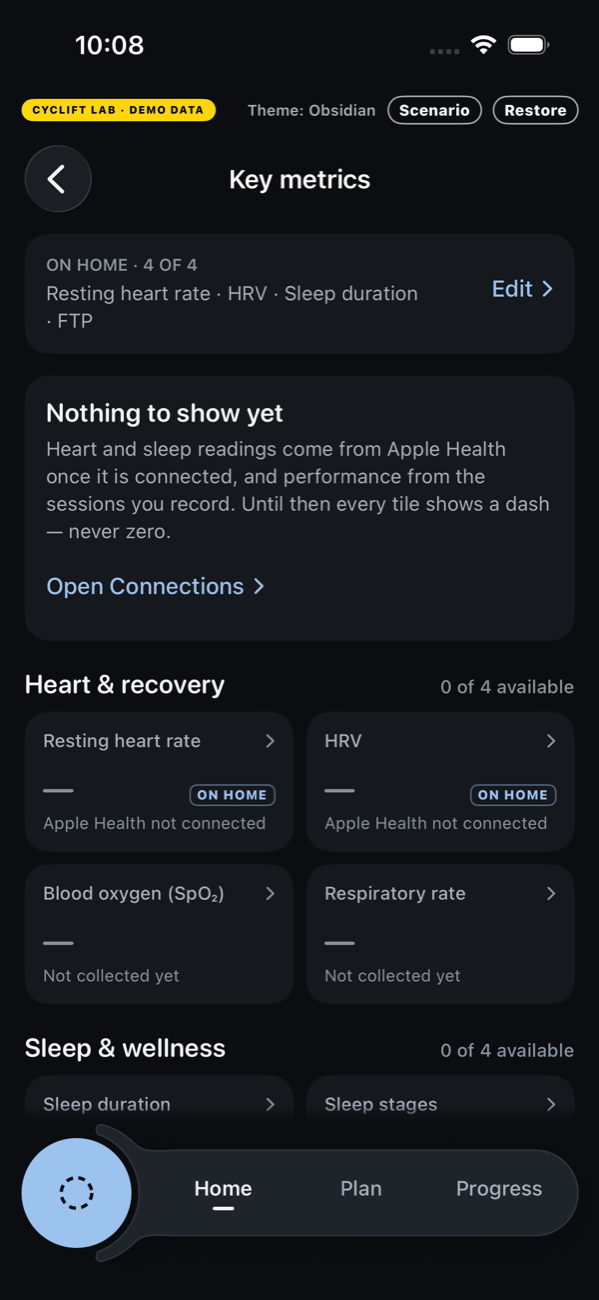 10:08
CYCLIFT LAB · DEMO DATA
Theme: Obsidian
Scenario
Restore
Key metrics
ON HOME · 4 OF 4
Resting heart rate · HRV · Sleep duration
· FTP
Edit
Nothing to show yet
Heart and sleep readings come from Apple Health
once it is connected, and performance from the
sessions you record. Until then every tile shows a dash
— never zero.
Open Connections
Heart & recovery
0 of 4 available
Resting heart rate
—
ON HOME
Apple Health not connected
HRV
—
ON HOME
Apple Health not connected
Blood oxygen (SpO₂)
—
Not collected yet
Respiratory rate
—
Not collected yet
Sleep & wellness
0 of 4 available
Sleep duration
Sleep stages
Home
Plan
Progress